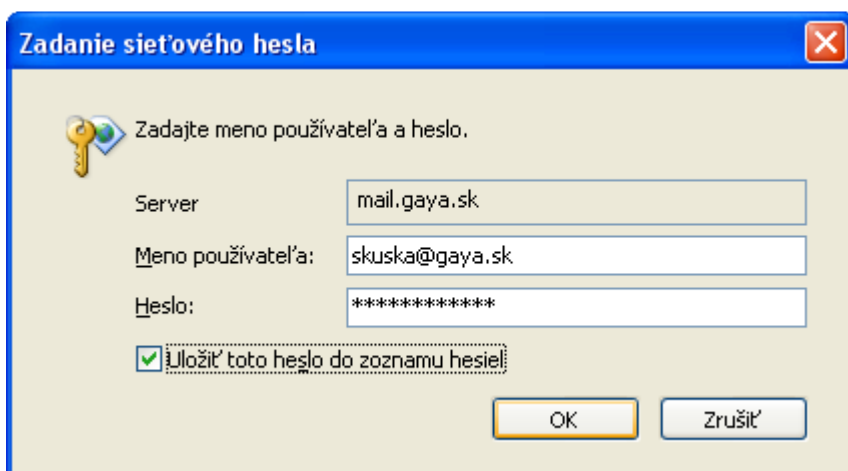 Zadanie sieťového hesla
Zadajte meno používateľa a heslo.
Server mail.gaya.sk
Meno používateľa: skuska@gaya.sk
Heslo: ************
Uložiť toto heslo do zoznamu hesiel
OK Zrušiť